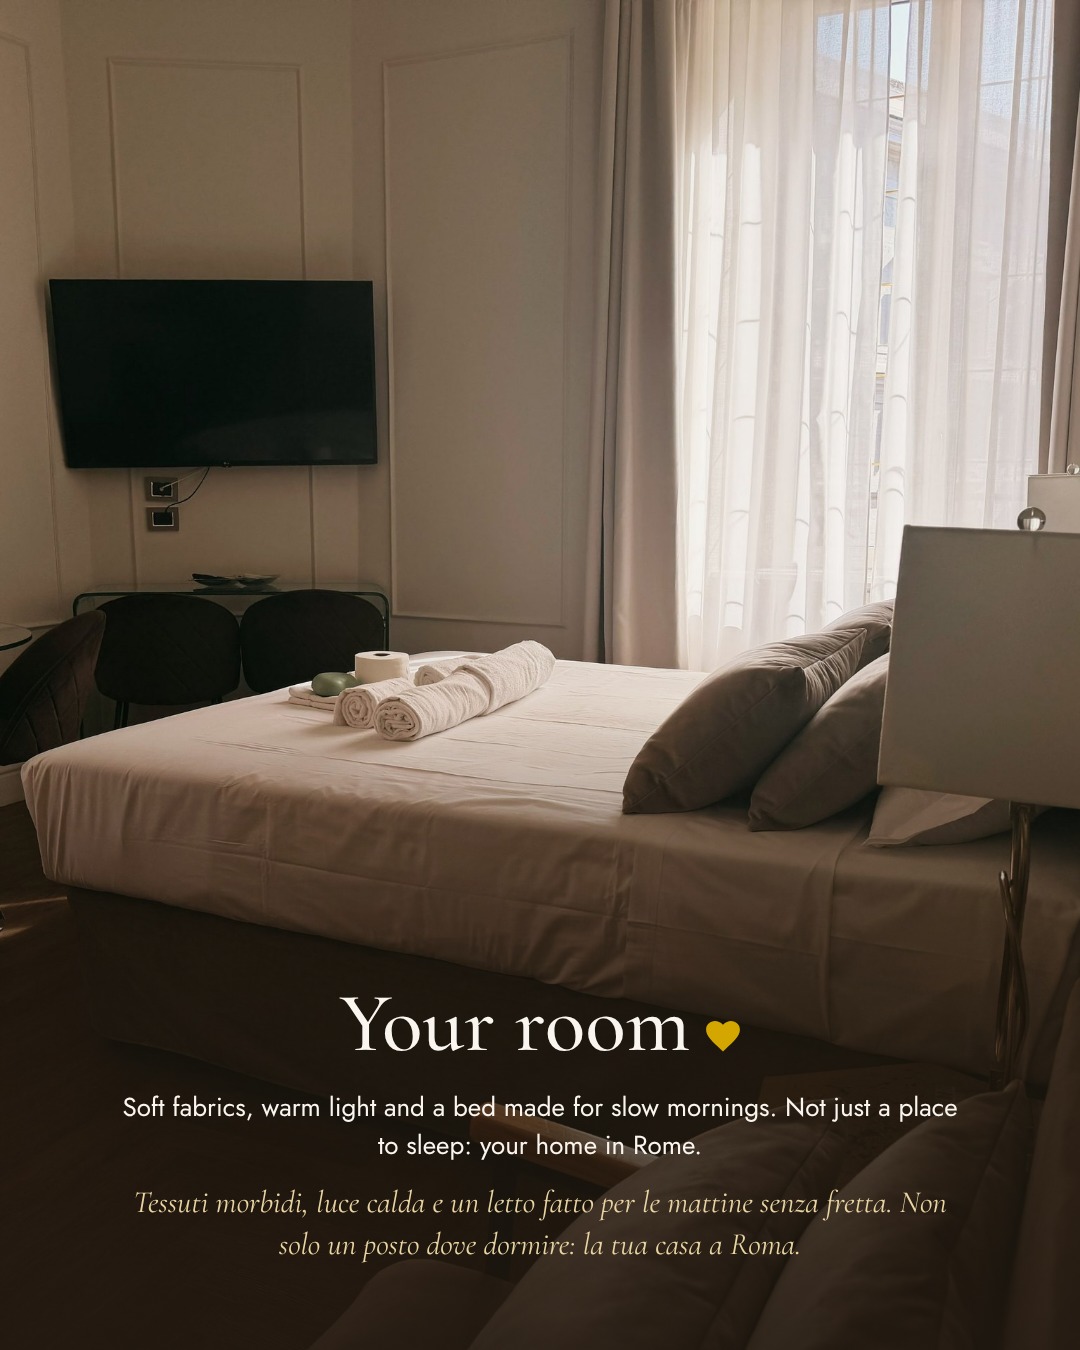 Your room 💛
Soft fabrics, warm light and a bed made for slow mornings. Not just a place
to sleep: your home in Rome.
Tessuti morbidi, luce calda e un letto fatto per le mattine senza fretta. Non
solo un posto dove dormire: la tua casa a Roma.